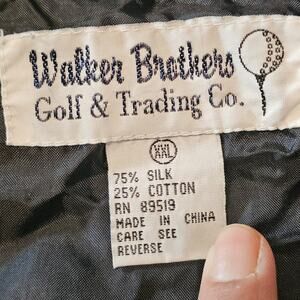 Walker Brothers
Golf & Trading Co.
XXL
75% SILK
25% COTTON
RN 89519
MADE IN CHINA
CARE SEE
REVERSE